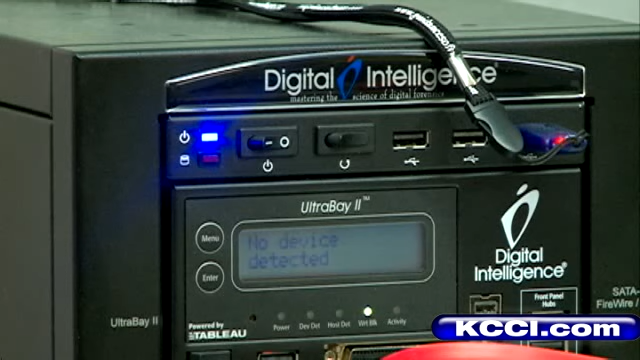 Digital Intelligence®
mastering the science of digital forensics
UltraBay II™
Menu
No device
detected
Enter
Digital
Intelligence®
Front Panel
Hubs
SATA-
FireWire /
UltraBay II
Powered by
TABLEAU
Power Dev Det Host Det Wrt Blk Activity
KCCI.com